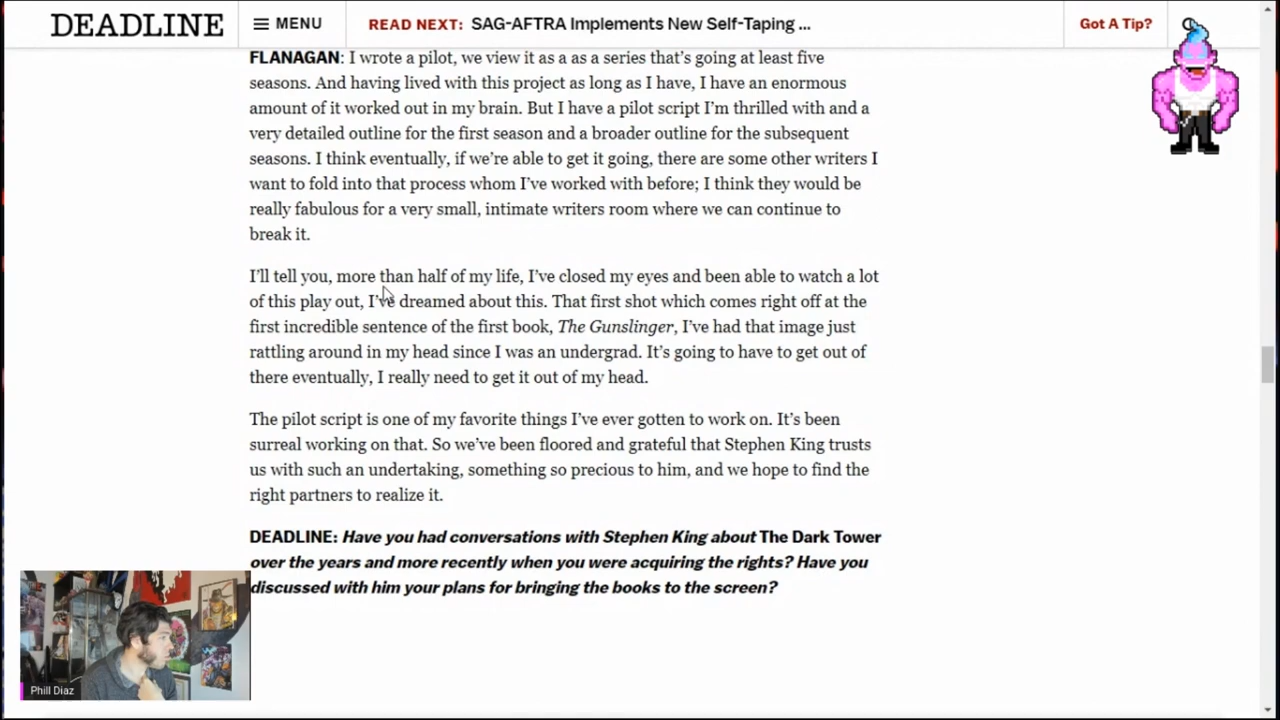 DEADLINE
MENU
READ NEXT: SAG-AFTRA Implements New Self-Taping ...
Got A Tip?
FLANAGAN: I wrote a pilot, we view it as a as a series that's going at least five
seasons. And having lived with this project as long as I have, I have an enormous
amount of it worked out in my brain. But I have a pilot script I'm thrilled with and a
very detailed outline for the first season and a broader outline for the subsequent
seasons. I think eventually, if we're able to get it going, there are some other writers I
want to fold into that process whom I've worked with before; I think they would be
really fabulous for a very small, intimate writers room where we can continue to
break it.
I'll tell you, more than half of my life, I've closed my eyes and been able to watch a lot
of this play out, I've dreamed about this. That first shot which comes right off at the
first incredible sentence of the first book, The Gunslinger, I've had that image just
rattling around in my head since I was an undergrad. It's going to have to get out of
there eventually, I really need to get it out of my head.
The pilot script is one of my favorite things I've ever gotten to work on. It's been
surreal working on that. So we've been floored and grateful that Stephen King trusts
us with such an undertaking, something so precious to him, and we hope to find the
right partners to realize it.
DEADLINE: Have you had conversations with Stephen King about The Dark Tower
over the years and more recently when you were acquiring the rights? Have you
discussed with him your plans for bringing the books to the screen?
Phill Diaz